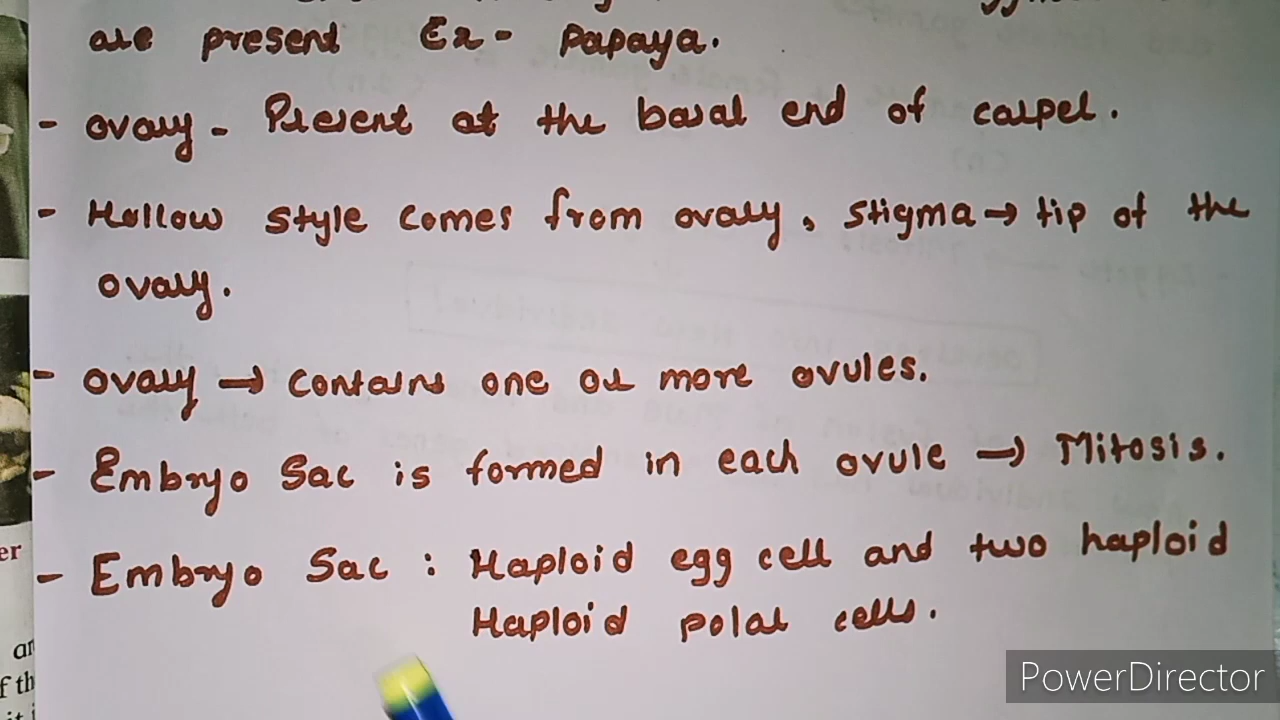 are present Ex - Papaya.
- Ovary - Present at the basal end of carpel.
- Hollow style comes from ovary, stigma → tip of the
ovary.
- Ovary → contains one or more ovules.
- Embryo Sac is formed in each ovule → Mitosis.
- Embryo Sac : Haploid egg cell and two haploid
Haploid polar cells.
er
an
f th
PowerDirector